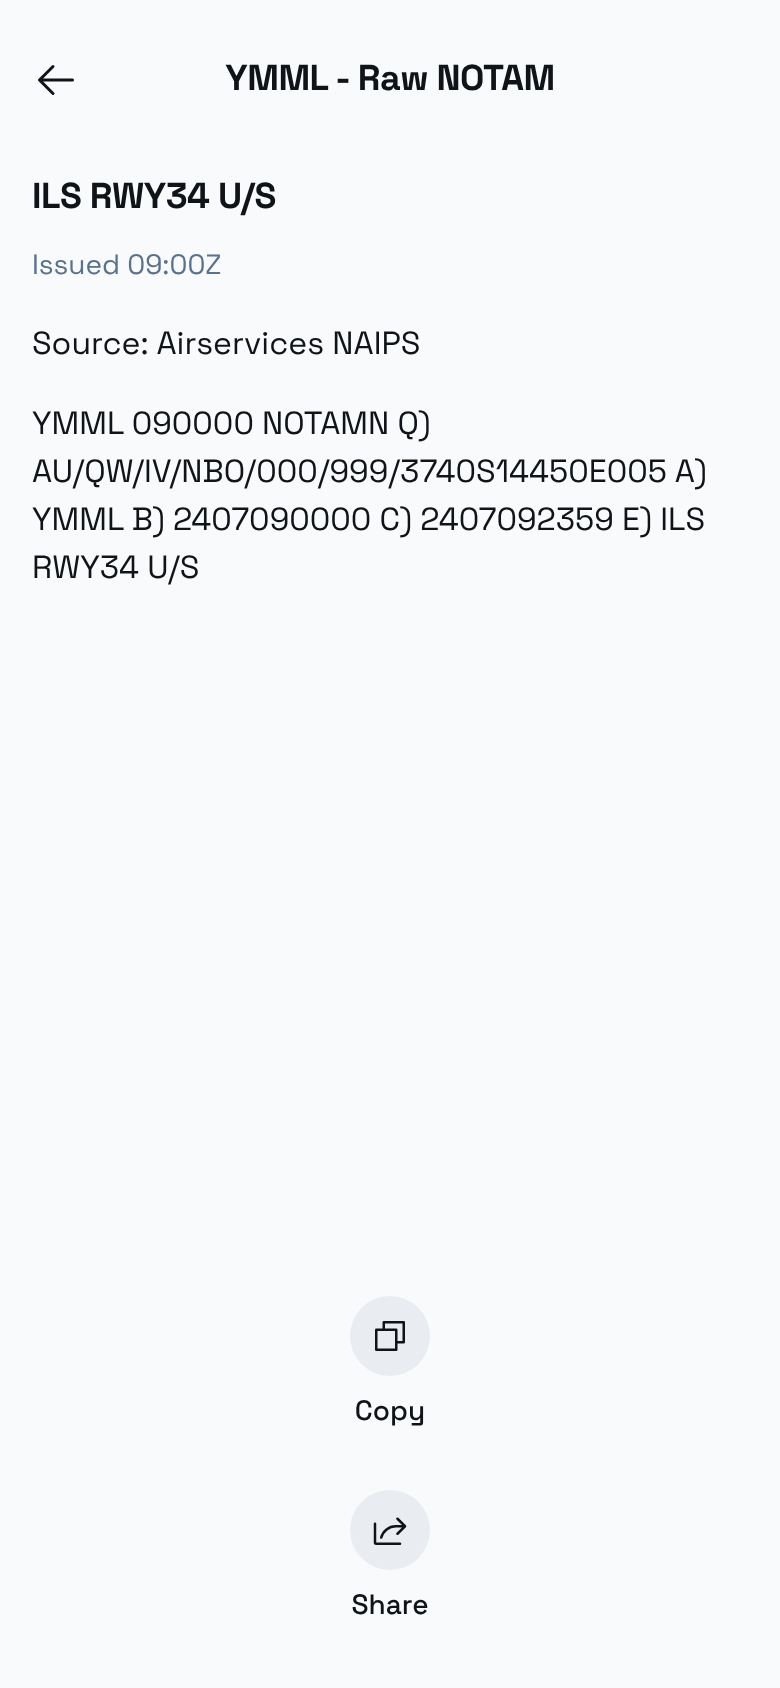 YMML - Raw NOTAM
ILS RWY34 U/S
Issued 09:00Z
Source: Airservices NAIPS
YMML 090000 NOTAMN Q)
AU/QW/IV/NBO/000/999/3740S14450E005 A)
YMML B) 2407090000 C) 2407092359 E) ILS
RWY34 U/S
Copy
Share